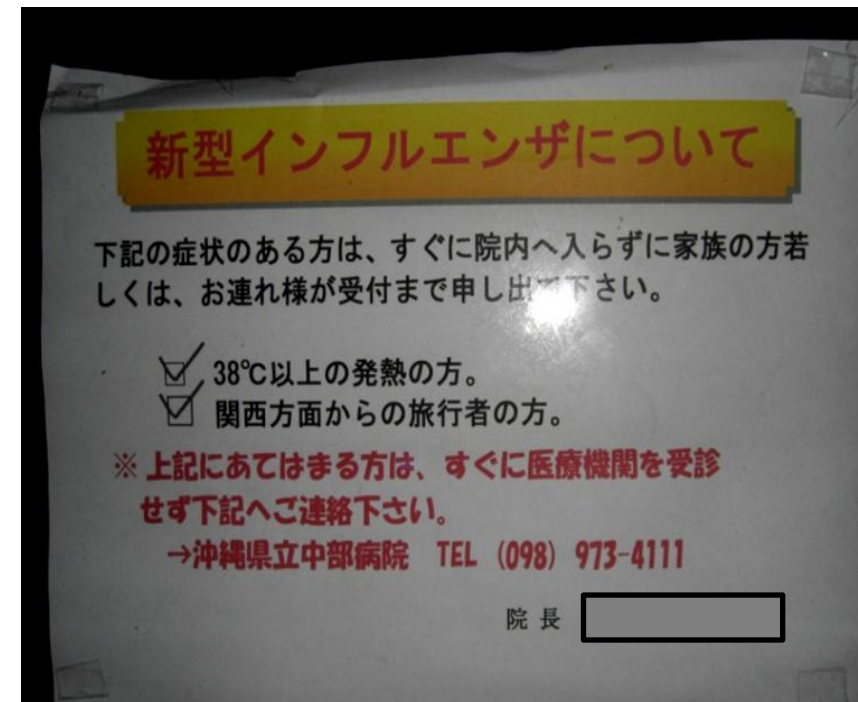 新型インフルエンザについて
下記の症状のある方は、すぐに院内へ入らずに家族の方若
しくは、お連れ様が受付まで申し出て下さい。
38℃以上の発熱の方。
関西方面からの旅行者の方。
※上記にあてはまる方は、すぐに医療機関を受診
せず下記へご連絡下さい。
→沖縄県立中部病院 TEL (098) 973-4111
院長